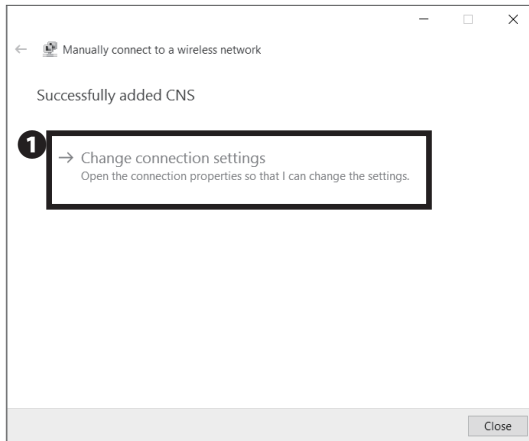 Manually connect to a wireless network
Successfully added CNS
1
→ Change connection settings
Open the connection properties so that I can change the settings.
Close